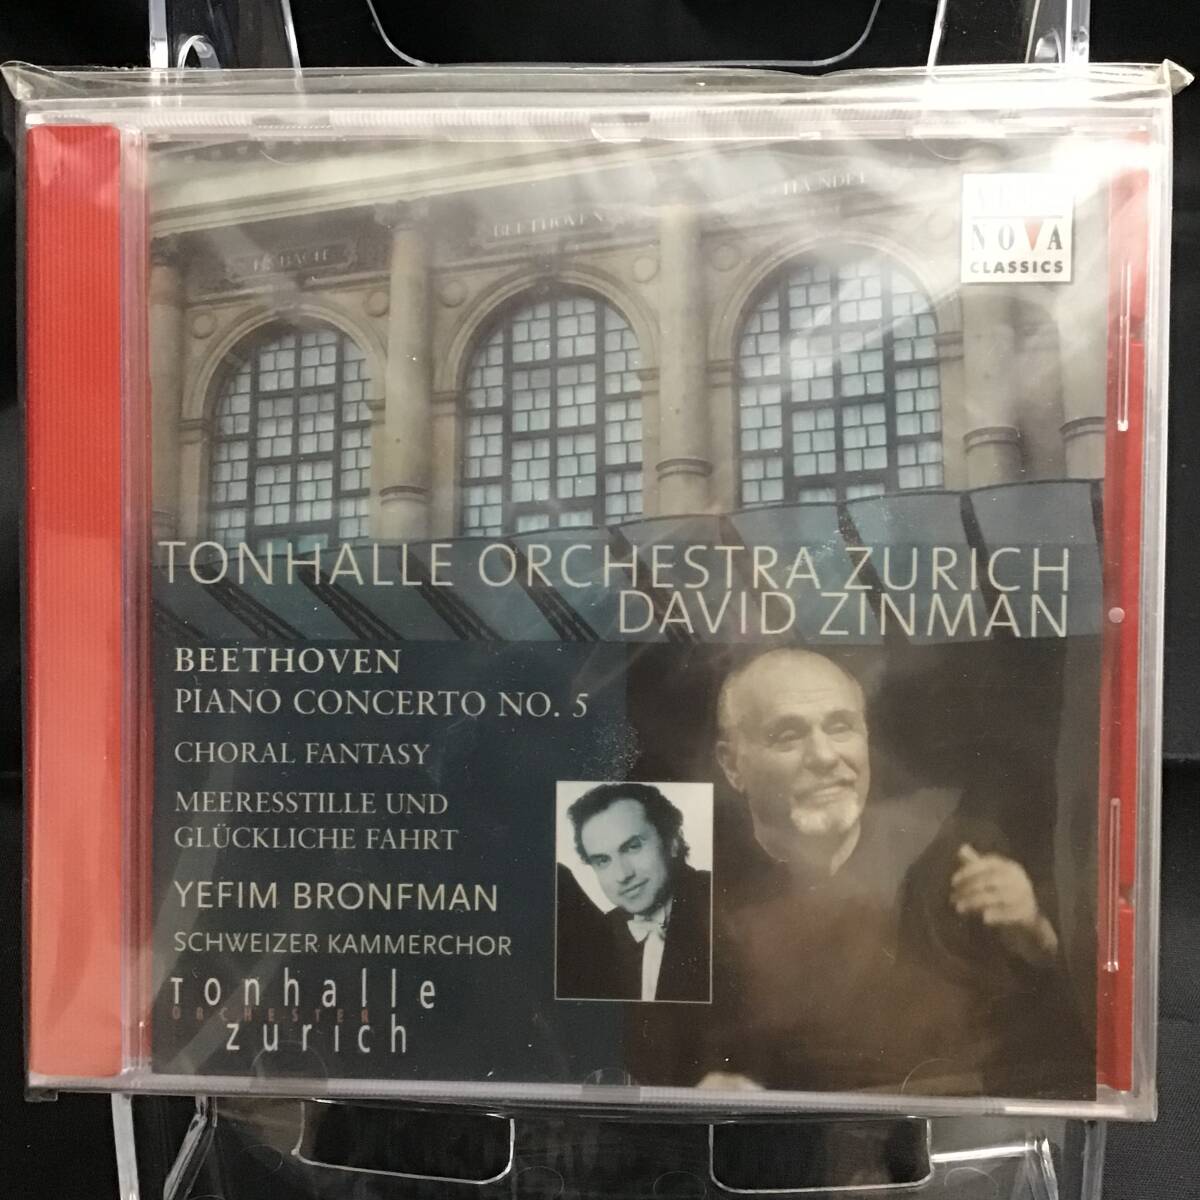 BEETHOVEN
NOVA
CLASSICS
TONHALLE ORCHESTRA ZURICH
DAVID ZINMAN
BEETHOVEN
PIANO CONCERTO NO. 5
CHORAL FANTASY
MEERESSTILLE UND
GLÜCKLICHE FAHRT
YEFIM BRONFMAN
SCHWEIZER KAMMERCHOR
Tonhalle
ORCHESTER
zurich